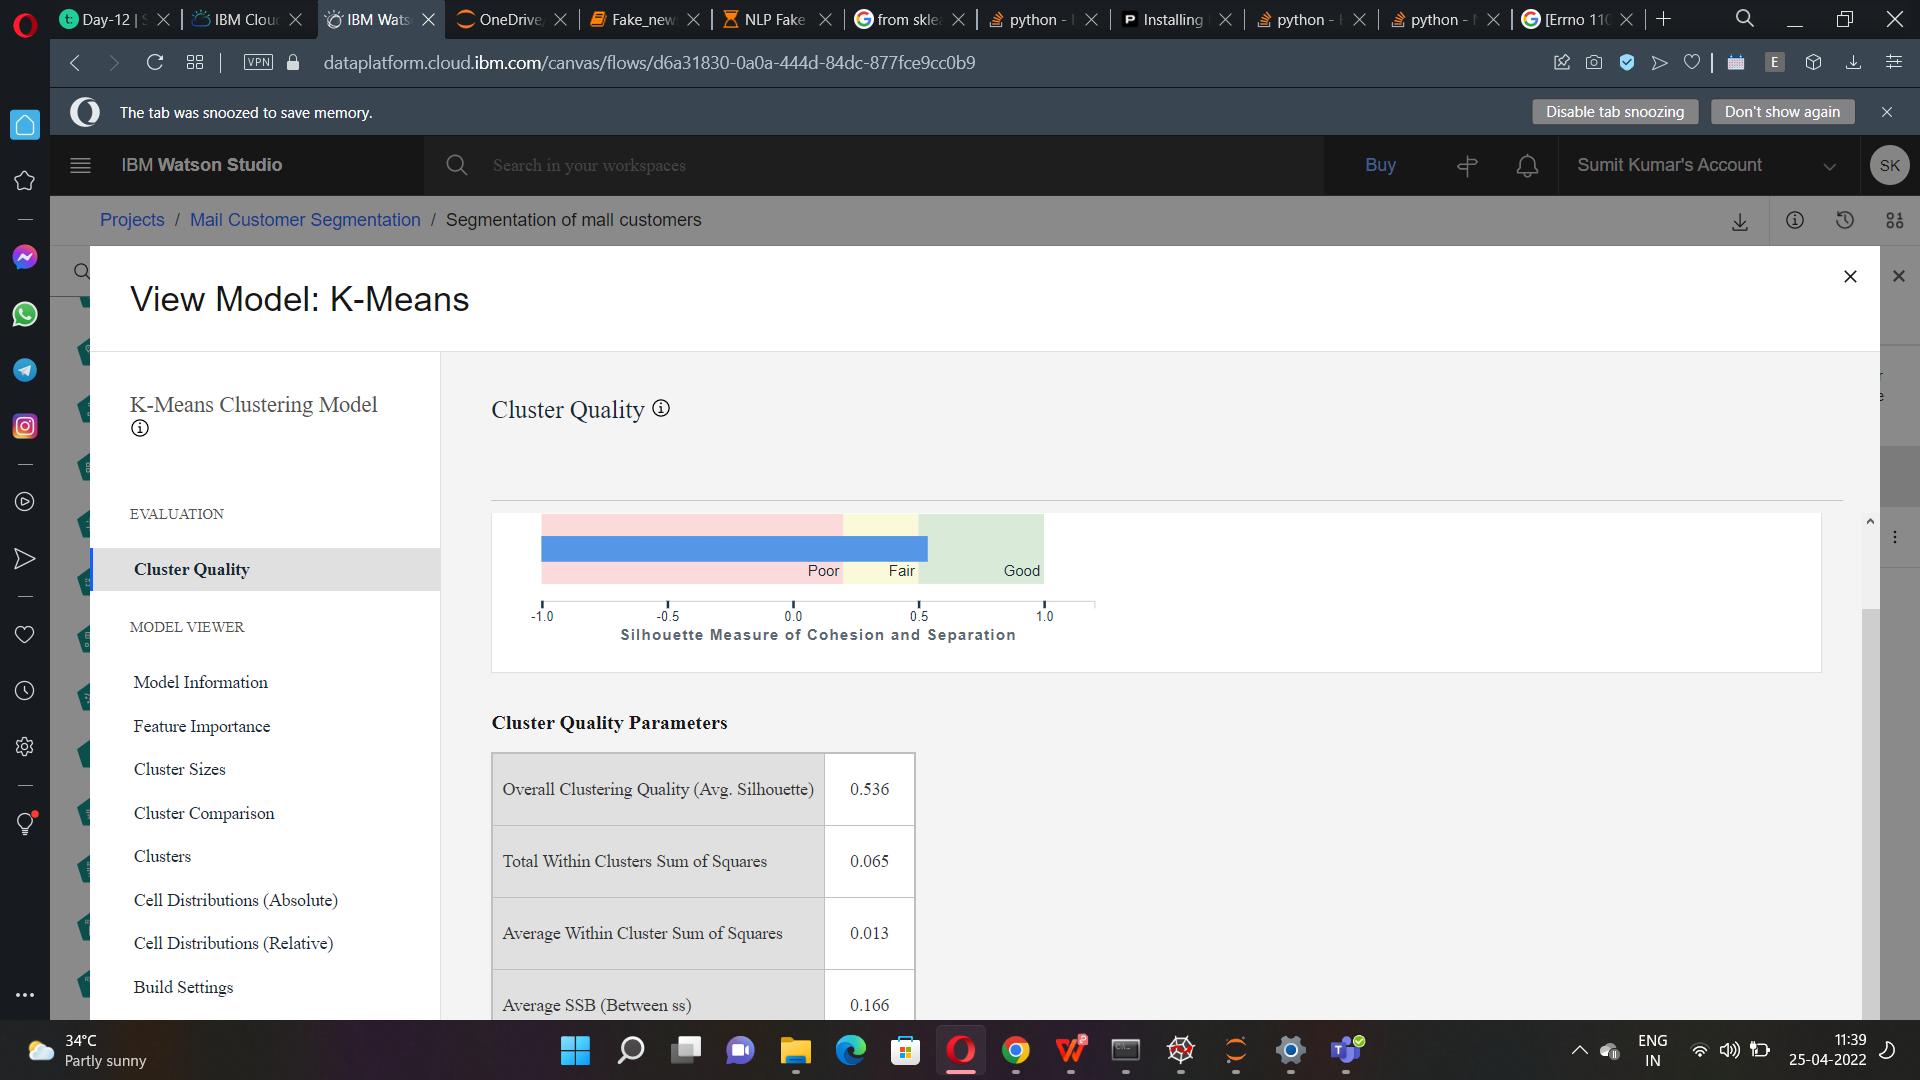 Day-12 | S
IBM Clou
IBM Wats
OneDrive/
Fake_new
NLP Fake
from skle
python -
Installing
python -
python -
[Errno 110
VPN
dataplatform.cloud.ibm.com/canvas/flows/d6a31830-0a0a-444d-84dc-877fce9cc0b9
E
The tab was snoozed to save memory.
Disable tab snoozing
Don't show again
IBM Watson Studio
Search in your workspaces
Buy
Sumit Kumar's Account
SK
Projects / Mail Customer Segmentation / Segmentation of mall customers
View Model: K-Means
K-Means Clustering Model
EVALUATION
Cluster Quality
MODEL VIEWER
Model Information
Feature Importance
Cluster Sizes
Cluster Comparison
Clusters
Cell Distributions (Absolute)
Cell Distributions (Relative)
Build Settings
Cluster Quality
Poor Fair Good
-1.0 -0.5 0.0 0.5 1.0
Silhouette Measure of Cohesion and Separation
Cluster Quality Parameters
Overall Clustering Quality (Avg. Silhouette) 0.536
Total Within Clusters Sum of Squares 0.065
Average Within Cluster Sum of Squares 0.013
Average SSB (Between ss) 0.166
34°C
Partly sunny
ENG
IN
11:39
25-04-2022